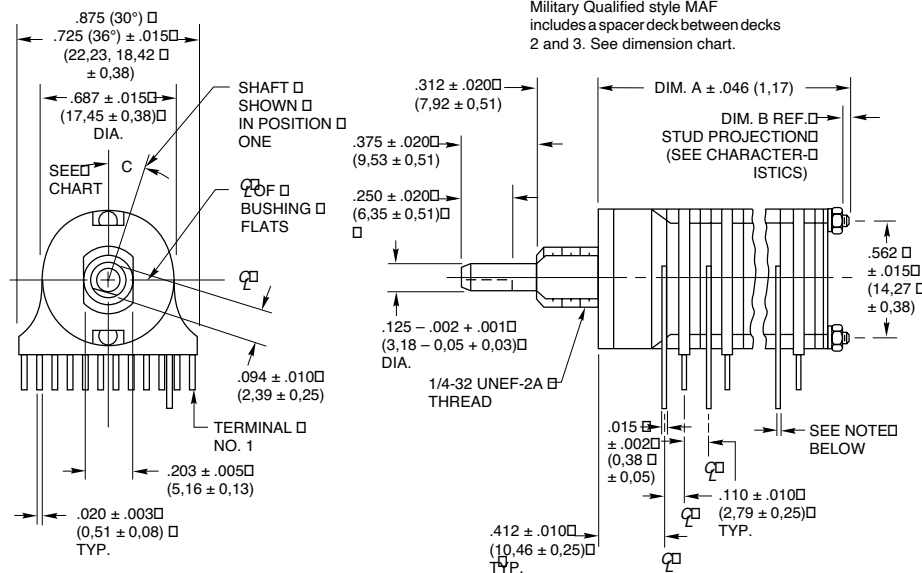 Military Qualified style MAF
includes a spacer deck between decks
2 and 3. See dimension chart.
.875 (30°) □
.725 (36°) ± .015□
(22,23, 18,42 □
± 0,38)
.687 ± .015□
(17,45 ± 0,38)□
DIA.
SEE□
CHART
C
SHAFT □
SHOWN □
IN POSITION □
ONE
CL□OF □
BUSHING □
FLATS
CL□
.094 ± .010□
(2,39 ± 0,25)
TERMINAL □
NO. 1
.203 ± .005□
(5,16 ± 0,13)
.020 ± .003□
(0,51 ± 0,08) □
TYP.
.312 ± .020□
(7,92 ± 0,51)
.375 ± .020□
(9,53 ± 0,51)
.250 ± .020□
(6,35 ± 0,51)□
□
.125 – .002 + .001□
(3,18 – 0,05 + 0,03)□
DIA.
1/4-32 UNEF-2A □
THREAD
DIM. A ± .046 (1,17)
DIM. B REF.□
STUD PROJECTION□
(SEE CHARACTER-□
ISTICS)
.562 □
± .015□
(14,27 □
± 0,38)
SEE NOTE□
BELOW
.015 □
± .002□
(0,38 □
± 0,05)
CL□
.110 ± .010□
(2,79 ± 0,25)□
TYP.
CL□
.412 ± .010□
(10,46 ± 0,25)□
□
TYP.
CL□